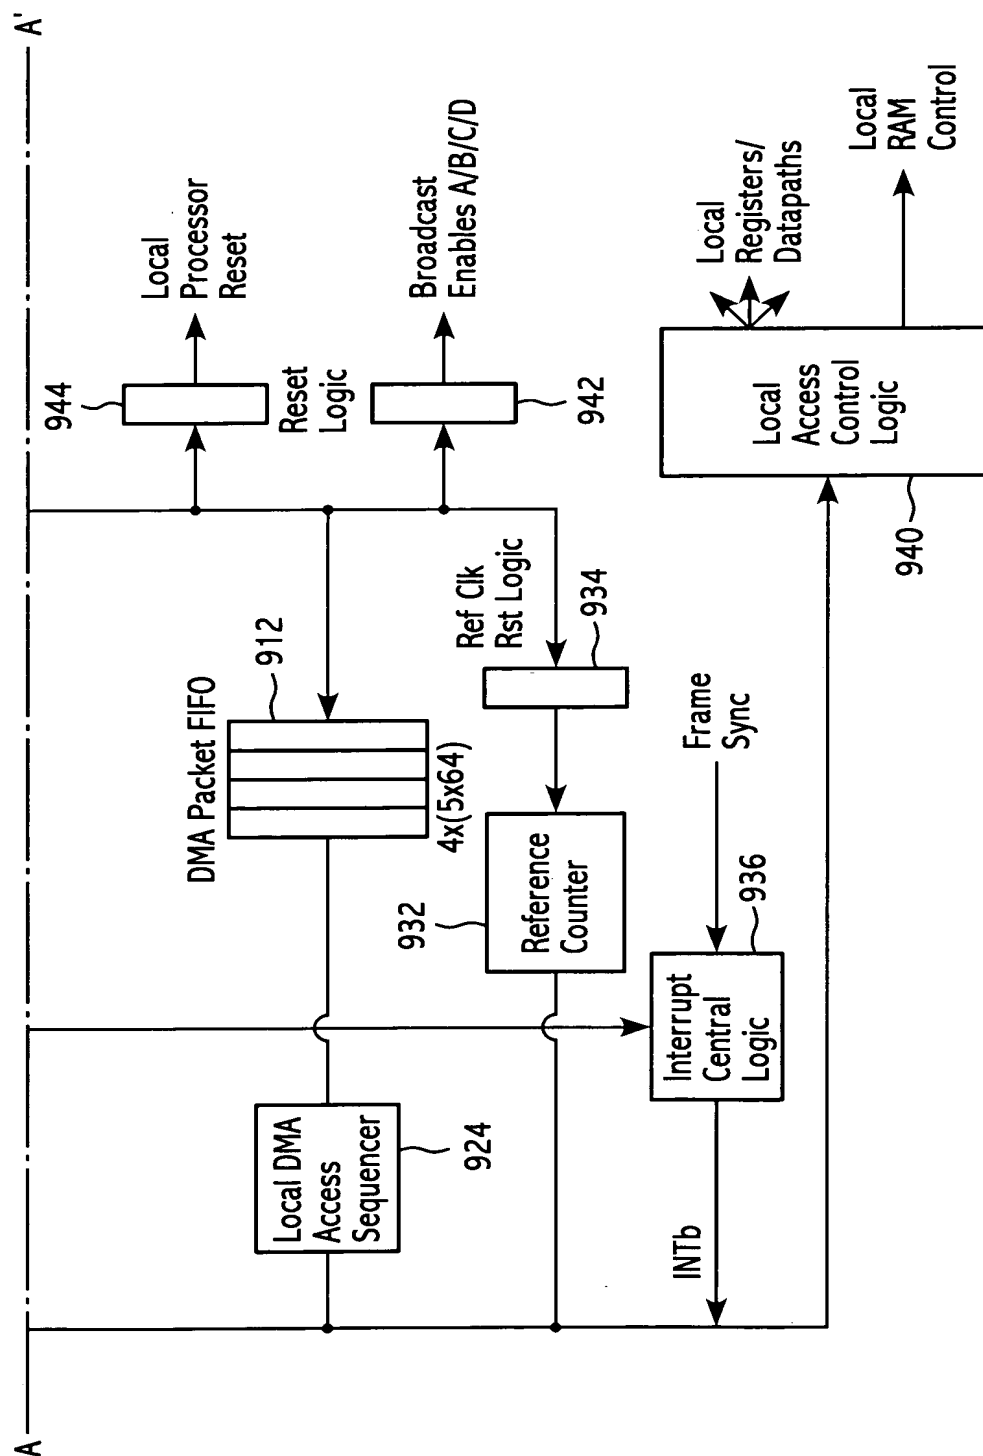 A
A'
944
Local
Processor
Reset
Reset
Logic
Broadcast
Enables A/B/C/D
942
DMA Packet FIFO
912
4x(5x64)
Ref Clk
Rst Logic
934
Local DMA
Access
Sequencer
924
932
Reference
Counter
Frame
Sync
Interrupt
Central
Logic
936
INTb
Local
Access
Control
Logic
940
Local
Registers/
Datapaths
Local
RAM
Control